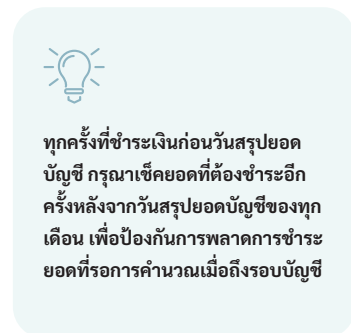 ทุกครั้งที่ชำระเงินก่อนวันสรุปยอด
บัญชี กรุณาเช็คยอดที่ต้องชำระอีก
ครั้งหลังจากวันสรุปยอดบัญชีของทุก
เดือน เพื่อป้องกันการพลาดการชำระ
ยอดที่รอการคำนวณเมื่อถึงรอบบัญชี